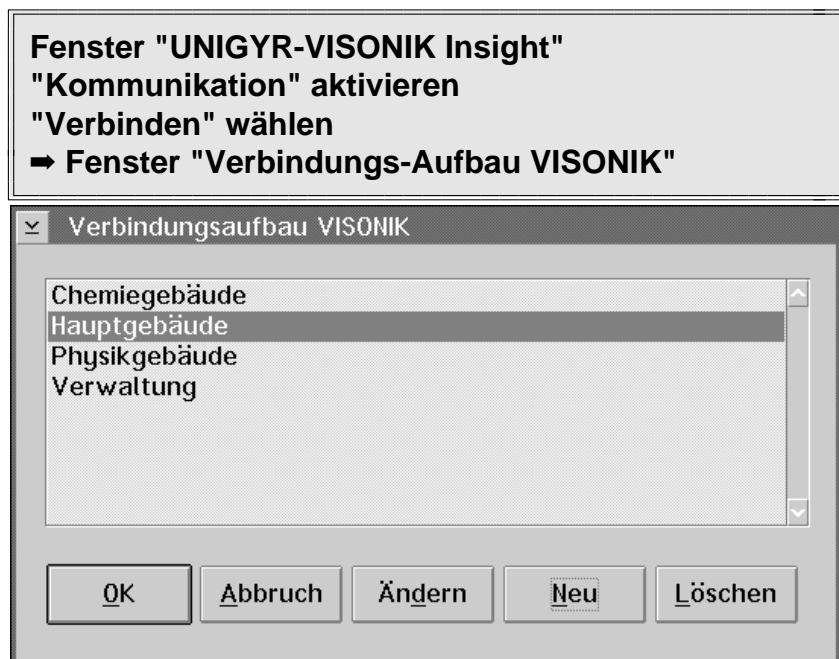 Fenster "UNIGYR-VISONIK Insight"
"Kommunikation" aktivieren
"Verbinden" wählen
➡ Fenster "Verbindungs-Aufbau VISONIK"
Verbindungsaufbau VISONIK
Chemiegebäude
Hauptgebäude
Physikgebäude
Verwaltung
OK Abbruch Ändern Neu Löschen